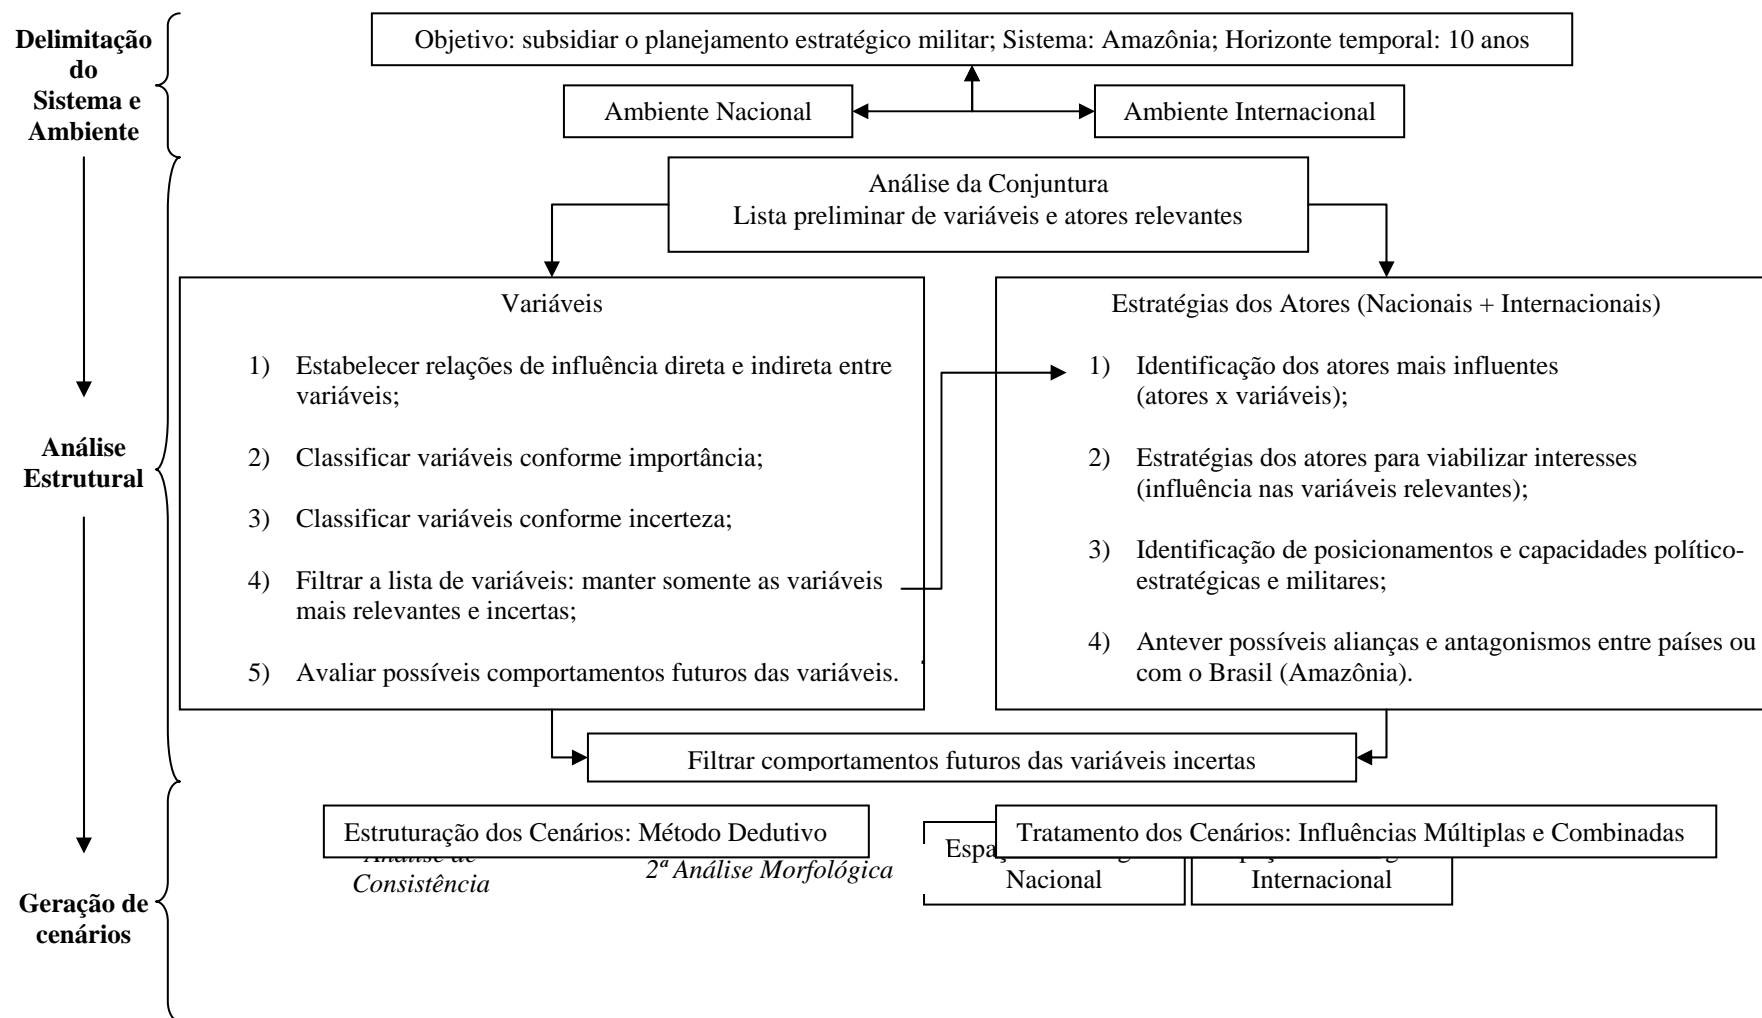 Delimitação
do
Sistema e
Ambiente
Objetivo: subsidiar o planejamento estratégico militar; Sistema: Amazônia; Horizonte temporal: 10 anos
Ambiente Nacional
Ambiente Internacional
Análise da Conjuntura
Lista preliminar de variáveis e atores relevantes
Análise
Estrutural
Variáveis
1) Estabelecer relações de influência direta e indireta entre
variáveis;
2) Classificar variáveis conforme importância;
3) Classificar variáveis conforme incerteza;
4) Filtrar a lista de variáveis: manter somente as variáveis
mais relevantes e incertas;
5) Avaliar possíveis comportamentos futuros das variáveis.
Estratégias dos Atores (Nacionais + Internacionais)
1) Identificação dos atores mais influentes
(atores x variáveis);
2) Estratégias dos atores para viabilizar interesses
(influência nas variáveis relevantes);
3) Identificação de posicionamentos e capacidades político-
estratégicas e militares;
4) Antever possíveis alianças e antagonismos entre países ou
com o Brasil (Amazônia).
Filtrar comportamentos futuros das variáveis incertas
Geração de
cenários
Estruturação dos Cenários: Método Dedutivo
Análise de
Consistência
2ª Análise Morfológica
Tratamento dos Cenários: Influências Múltiplas e Combinadas
Nacional
Internacional